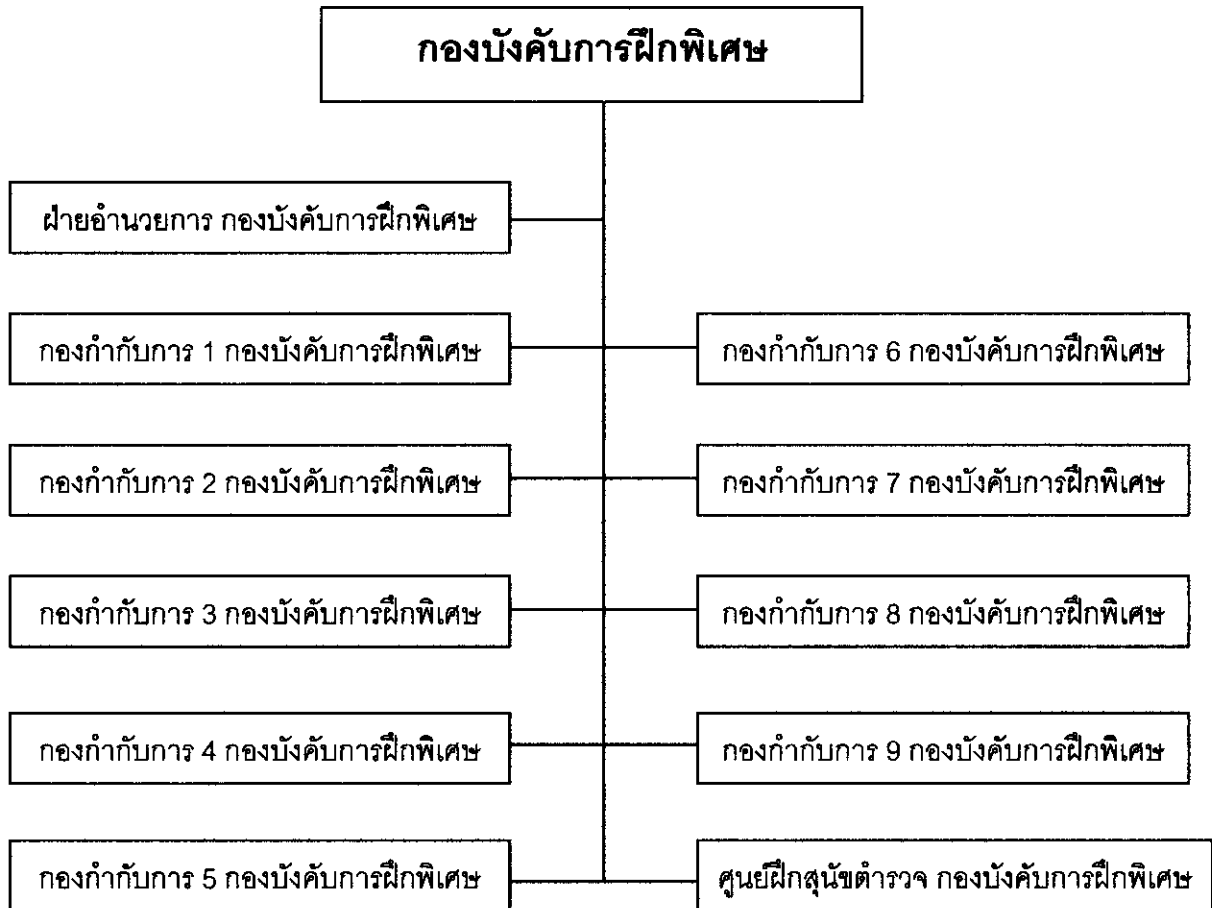 กองบังคับการฝึกพิเศษ
ฝ่ายอำนวยการ กองบังคับการฝึกพิเศษ
กองกำกับการ 1 กองบังคับการฝึกพิเศษ
กองกำกับการ 6 กองบังคับการฝึกพิเศษ
กองกำกับการ 2 กองบังคับการฝึกพิเศษ
กองกำกับการ 7 กองบังคับการฝึกพิเศษ
กองกำกับการ 3 กองบังคับการฝึกพิเศษ
กองกำกับการ 8 กองบังคับการฝึกพิเศษ
กองกำกับการ 4 กองบังคับการฝึกพิเศษ
กองกำกับการ 9 กองบังคับการฝึกพิเศษ
กองกำกับการ 5 กองบังคับการฝึกพิเศษ
ศูนย์ฝึกสุนัขตำรวจ กองบังคับการฝึกพิเศษ